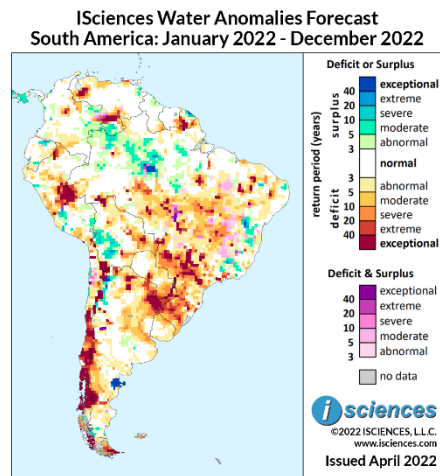 ISciences Water Anomalies Forecast
South America: January 2022 - December 2022
Deficit or Surplus
return period (years)
surplus
deficit
exceptional
40
extreme
20
severe
10
moderate
5
abnormal
3
normal
3
abnormal
5
moderate
10
severe
20
extreme
40
exceptional
Deficit & Surplus
exceptional
40
extreme
20
severe
10
moderate
5
abnormal
3
no data
i sciences
©2022 ISCIENCES, L.L.C.
www.isciences.com
Issued April 2022